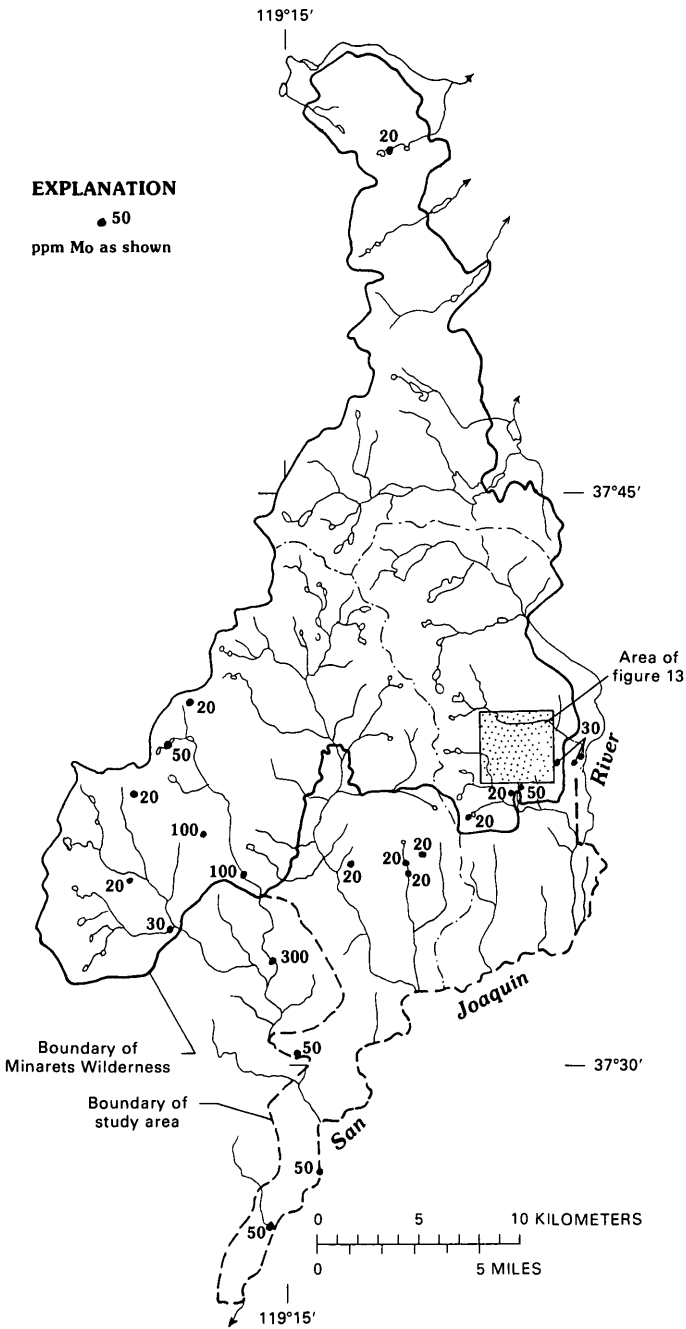 119°15'
20
EXPLANATION
50
ppm Mo as shown
37°45'
Area of
figure 13
20
30
50
River
20
20
50
20
100
20
20
20
20
100
20
30
300
Joaquin
50
Boundary of
Minarets Wilderness
37°30'
Boundary of
study area
San
50
50
0 5 10 KILOMETERS
0 5 MILES
119°15'